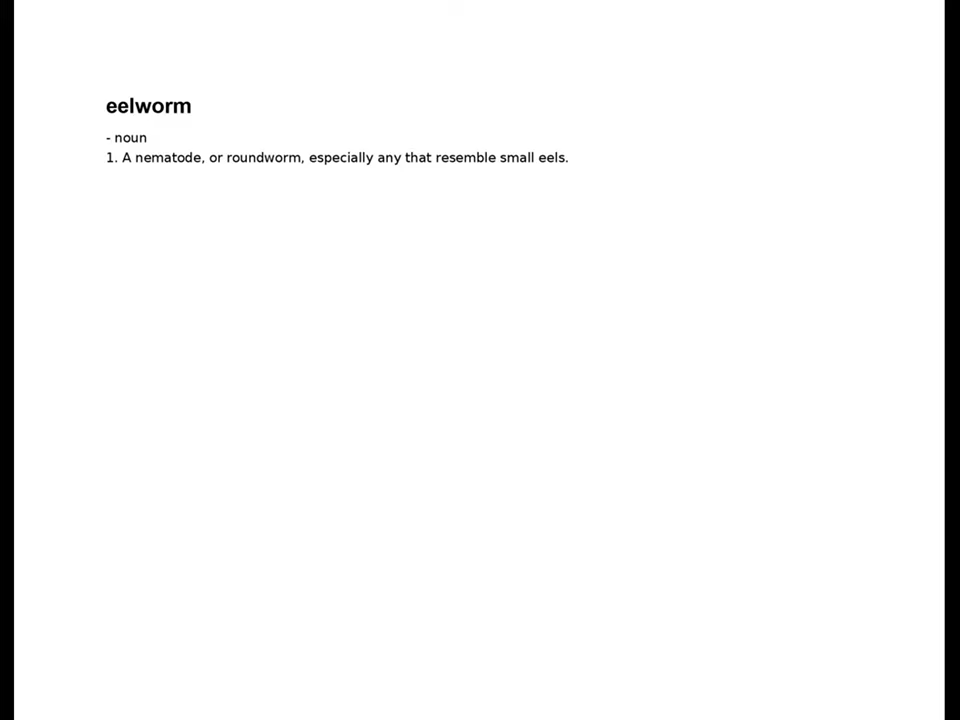 eelworm
- noun
1. A nematode, or roundworm, especially any that resemble small eels.